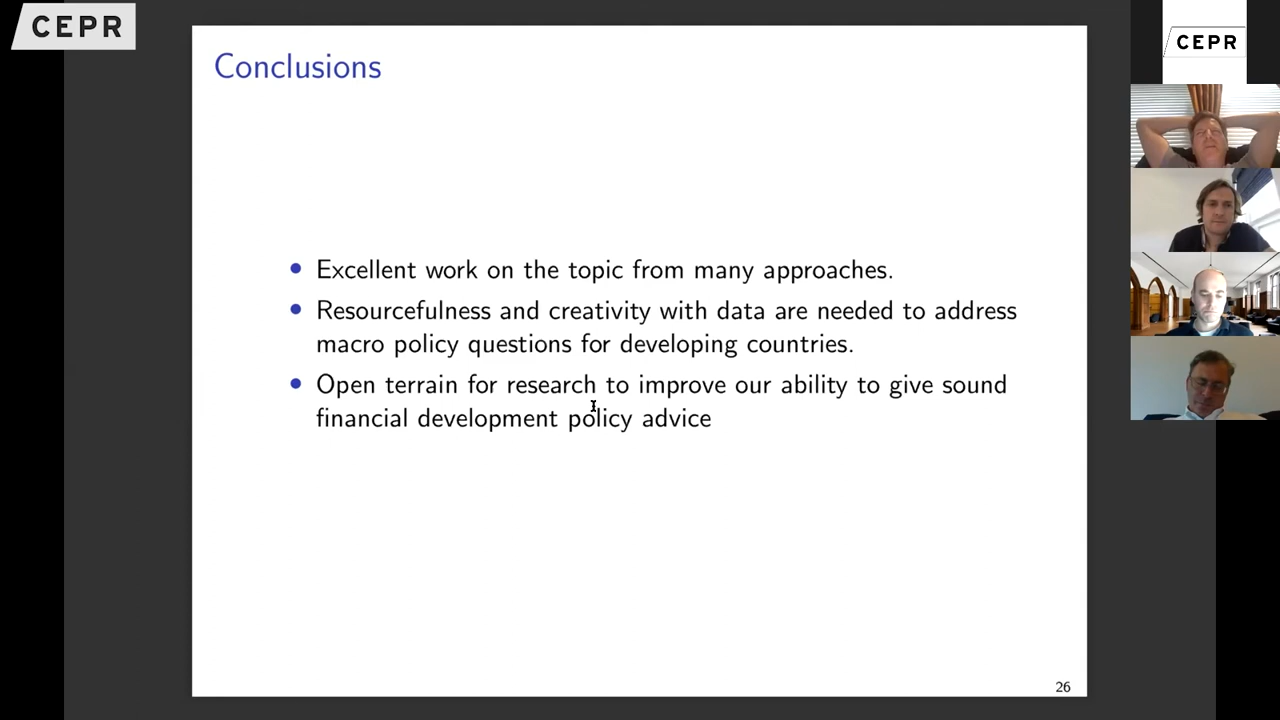 CEPR
CEPR
Conclusions
• Excellent work on the topic from many approaches.
• Resourcefulness and creativity with data are needed to address
macro policy questions for developing countries.
• Open terrain for research to improve our ability to give sound
financial development policy advice
26